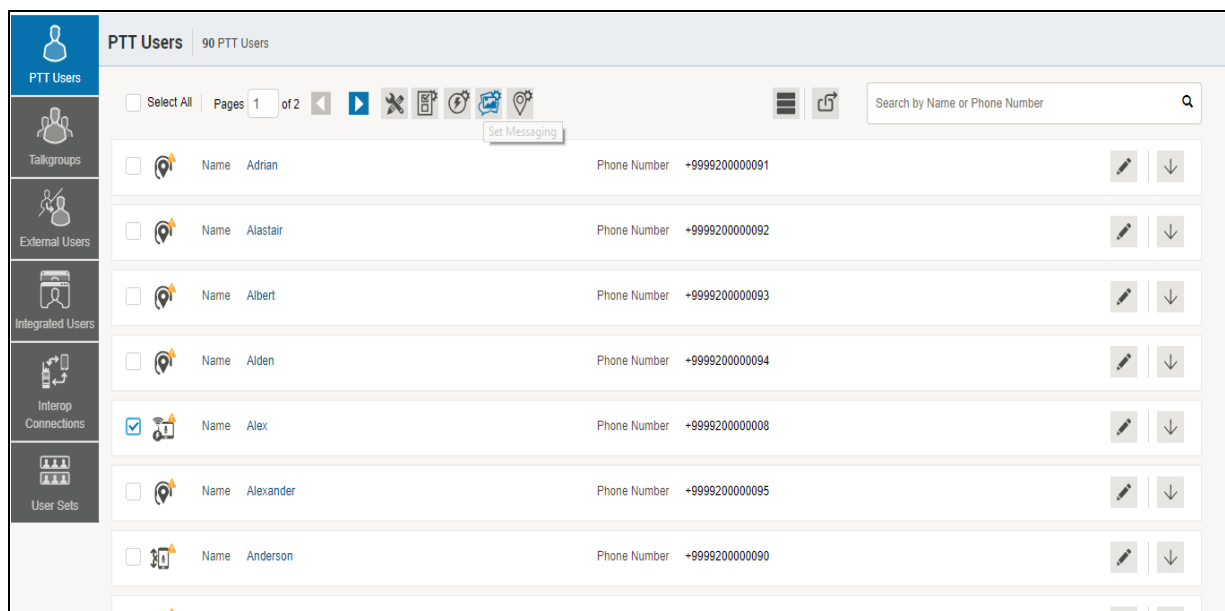 PTT Users
Talkgroups
External Users
Integrated Users
Interop
Connections
User Sets
PTT Users 90 PTT Users
Select All Pages 1 of 2 Search by Name or Phone Number
Set Messaging
Name Adrian Phone Number +9999200000091
Name Alastair Phone Number +9999200000092
Name Albert Phone Number +9999200000093
Name Alden Phone Number +9999200000094
Name Alex Phone Number +9999200000008
Name Alexander Phone Number +9999200000095
Name Anderson Phone Number +9999200000090